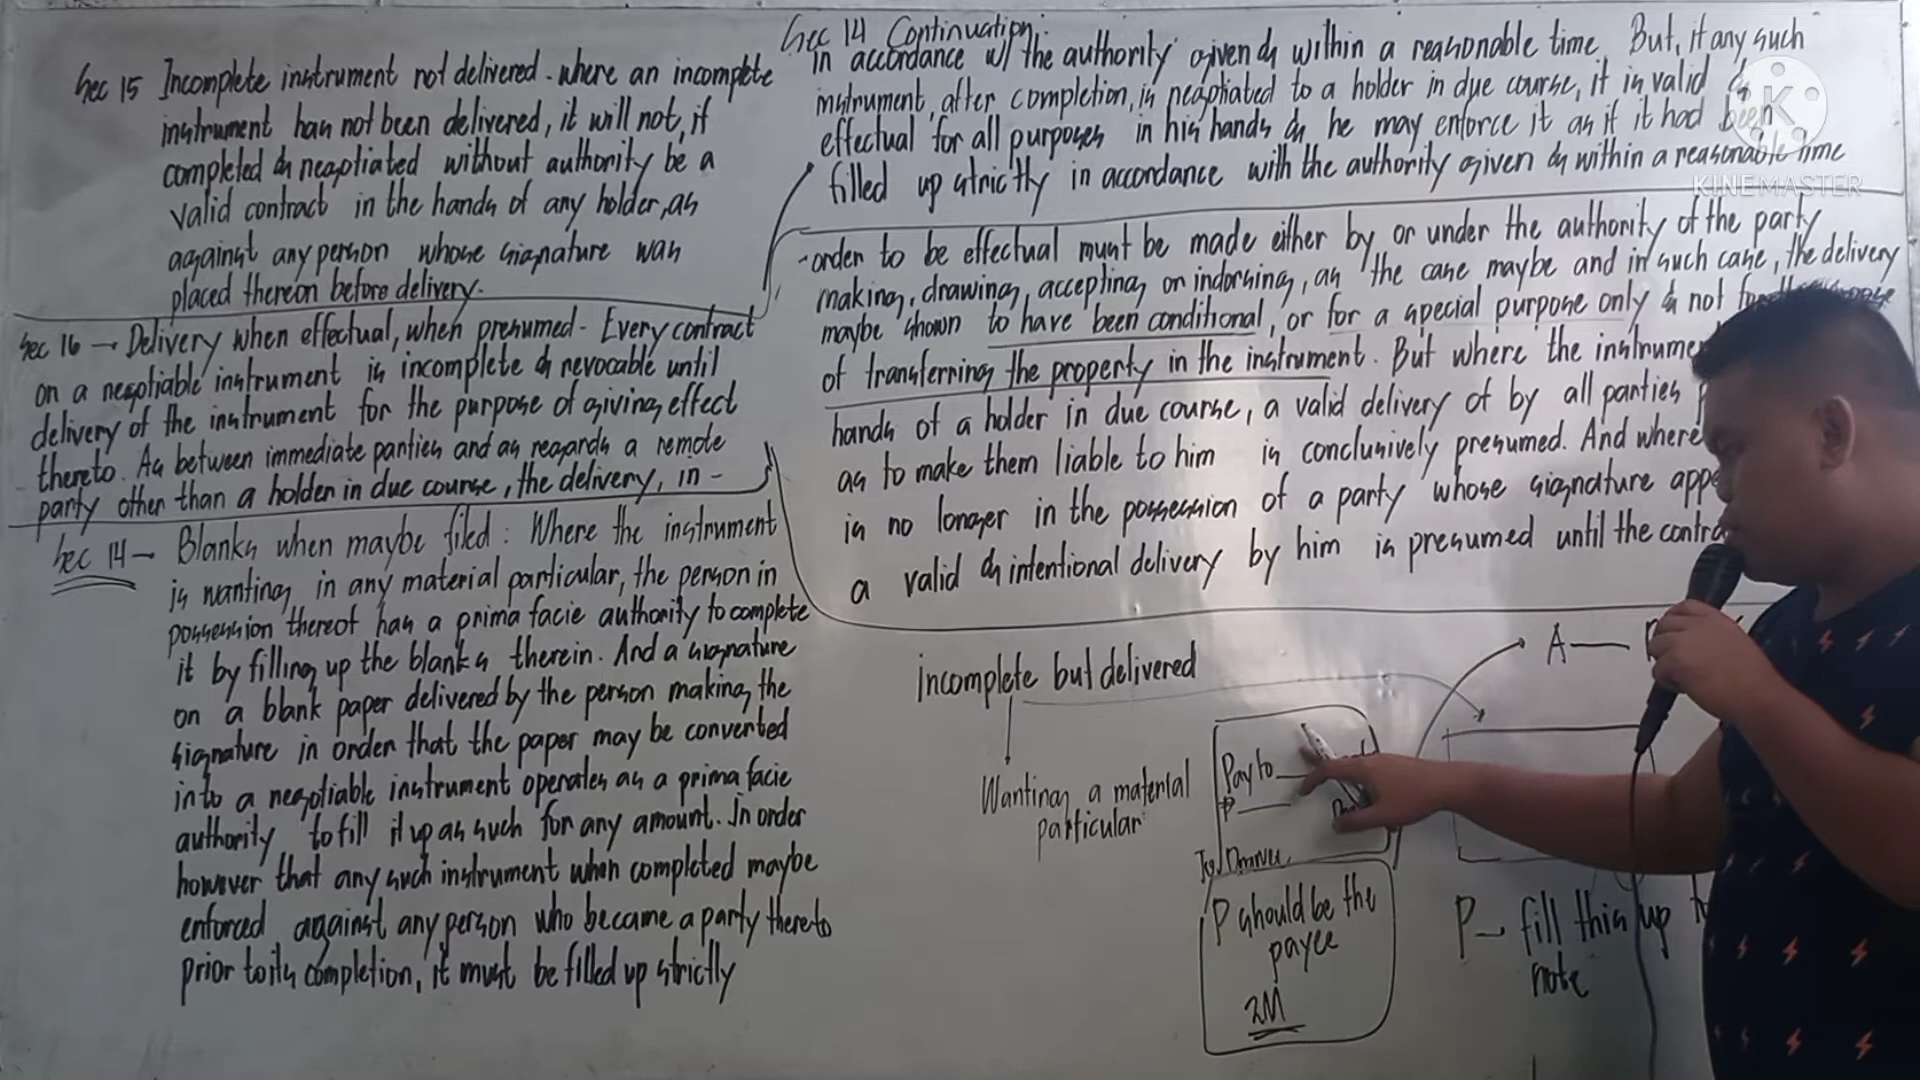 Sec 15 Incomplete instrument not delivered - where an incomplete
instrument has not been delivered, it will not, if
completed & negotiated without authority be a
valid contract in the hands of any holder, as
against any person whose signature was
placed thereon before delivery.
Sec 16 - Delivery when effectual, when presumed - Every contract
on a negotiable instrument is incomplete & revocable until
delivery of the instrument for the purpose of giving effect
thereto. As between immediate parties and as regards a remote
party other than a holder in due course, the delivery, in -
Sec 14 - Blanks when maybe filed : Where the instrument
is wanting in any material particular, the person in
possession thereof has a prima facie authority to complete
it by filling up the blanks therein. And a signature
on a blank paper delivered by the person making the
signature in order that the paper may be converted
into a negotiable instrument operates as a prima facie
authority to fill it up as such for any amount. In order
however that any such instrument when completed maybe
enforced against any person who became a party thereto
prior to its completion, it must be filled up strictly
Sec 14 Continuation:
in accordance w/ the authority given & within a reasonable time. But, if any such
instrument, after completion, is negotiated to a holder in due course, it is valid &
effectual for all purposes in his hands & he may enforce it as if it had been
filled up strictly in accordance with the authority given & within a reasonable time
-order to be effectual must be made either by or under the authority of the party
making, drawing, accepting or indorsing, as the case maybe and in such case, the delivery
maybe shown to have been conditional, or for a special purpose only & not for the
of transferring the property in the instrument. But where the
hands of a holder in due course, a valid delivery of by all parties
as to make them liable to him is conclusively presumed. And where
is no longer in the possession of a party whose signature
a valid & intentional delivery by him is presumed until the
incomplete but delivered
Wanting a material
particular
Pay to
P
P should be the
payee
2M
A
P - fill this up
note
K
KINEMASTER